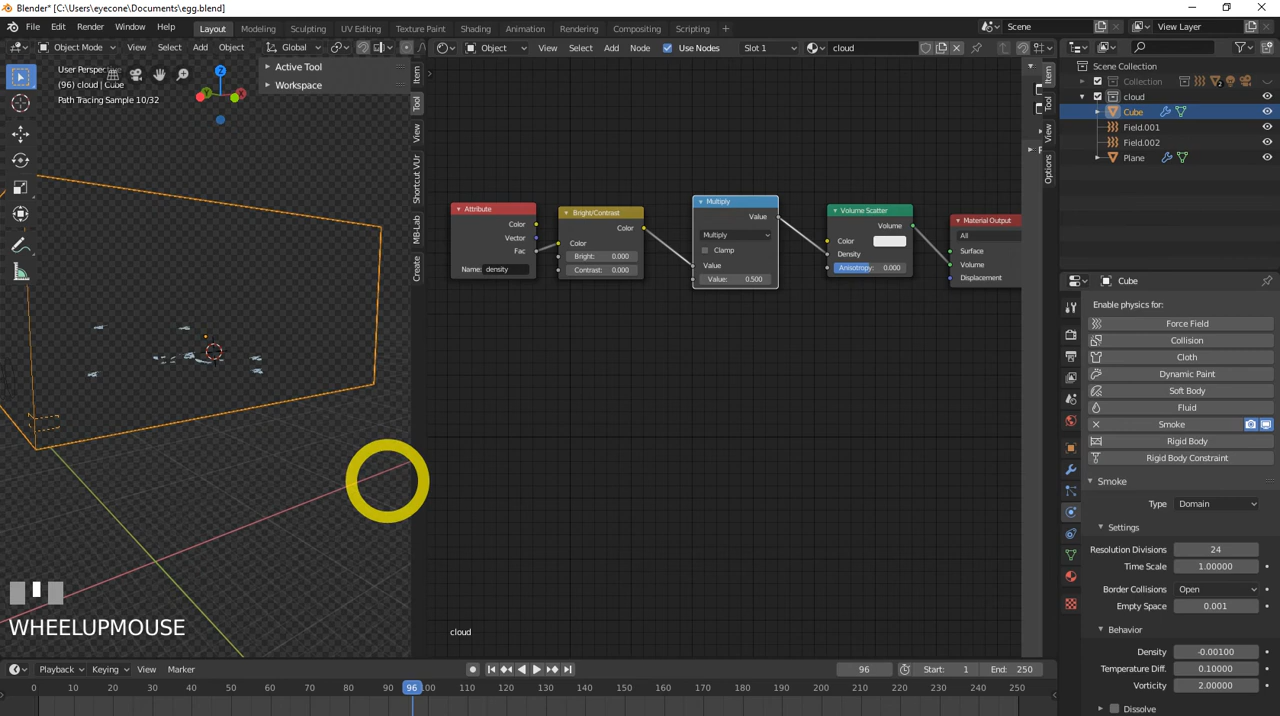 Blender* [C:\Users\eyecone\Documents\egg.blend]
File Edit Render Window Help Layout Modeling Sculpting UV Editing Texture Paint Shading Animation Rendering Compositing Scripting + Scene View Layer
Object Mode View Select Add Object Global Object View Select Add Node Use Nodes Slot 1 cloud
User Perspective
(96) cloud | Cube
Path Tracing Sample 10/32
Z
Y
Active Tool
Workspace
Item
Tool
View
Shortcut VUr
MB-Lab
Create
Attribute
Color
Vector
Fac
Name: density
Bright/Contrast
Color
Color
Bright: 0.000
Contrast: 0.000
Multiply
Value
Multiply
Clamp
Value
Value: 0.500
Volume Scatter
Volume
Color
Density
Anisotropy: 0.000
Material Output
All
Surface
Volume
Displacement
cloud
Item
Tool
View
Options
Scene Collection
Collection 2
cloud
Cube
Field.001
Field.002
Plane
Cube
Enable physics for:
Force Field
Collision
Cloth
Dynamic Paint
Soft Body
Fluid
Smoke
Rigid Body
Rigid Body Constraint
Smoke
Type Domain
Settings
Resolution Divisions 24
Time Scale 1.00000
Border Collisions Open
Empty Space 0.001
Behavior
Density -0.00100
Temperature Diff. 0.10000
Vorticity 2.00000
Dissolve
WHEELUPMOUSE
Playback Keying View Marker 96 Start: 1 End: 250
0 10 20 30 40 50 60 70 80 96 100 110 120 130 140 150 160 170 180 190 200 210 220 230 240 250